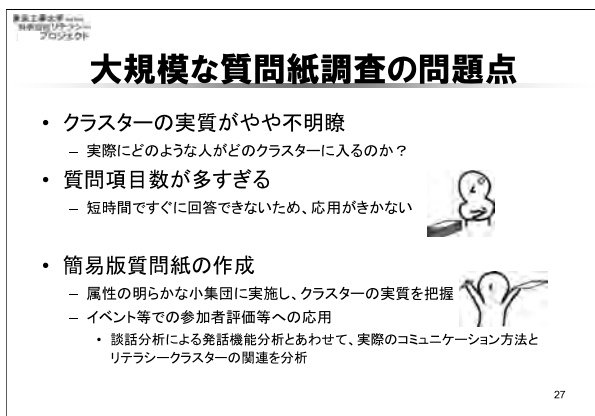 東京工業大学
科学技術リテラシー
プロジェクト
大規模な質問紙調査の問題点
• クラスターの実質がやや不明瞭
– 実際にどのような人がどのクラスターに入るのか？
• 質問項目数が多すぎる
– 短時間ですぐに回答できないため、応用がきかない
• 簡易版質問紙の作成
– 属性の明らかな小集団に実施し、クラスターの実質を把握
– イベント等での参加者評価等への応用
• 談話分析による発話機能分析とあわせて、実際のコミュニケーション方法と
リテラシークラスターの関連を分析
27